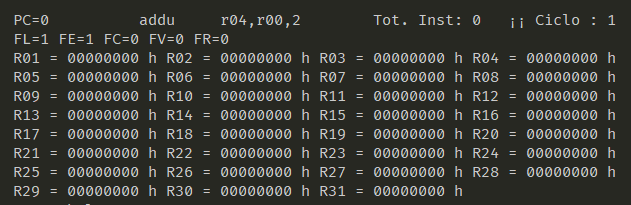 PC=0 addu r04,r00,2 Tot. Inst: 0 ¡¡ Ciclo : 1
FL=1 FE=1 FC=0 FV=0 FR=0
R01 = 00000000 h R02 = 00000000 h R03 = 00000000 h R04 = 00000000 h
R05 = 00000000 h R06 = 00000000 h R07 = 00000000 h R08 = 00000000 h
R09 = 00000000 h R10 = 00000000 h R11 = 00000000 h R12 = 00000000 h
R13 = 00000000 h R14 = 00000000 h R15 = 00000000 h R16 = 00000000 h
R17 = 00000000 h R18 = 00000000 h R19 = 00000000 h R20 = 00000000 h
R21 = 00000000 h R22 = 00000000 h R23 = 00000000 h R24 = 00000000 h
R25 = 00000000 h R26 = 00000000 h R27 = 00000000 h R28 = 00000000 h
R29 = 00000000 h R30 = 00000000 h R31 = 00000000 h